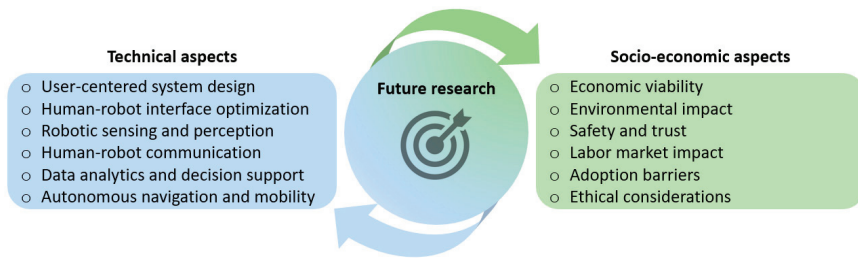 Technical aspects
o User-centered system design
o Human-robot interface optimization
o Robotic sensing and perception
o Human-robot communication
o Data analytics and decision support
o Autonomous navigation and mobility
Future research
Socio-economic aspects
o Economic viability
o Environmental impact
o Safety and trust
o Labor market impact
o Adoption barriers
o Ethical considerations